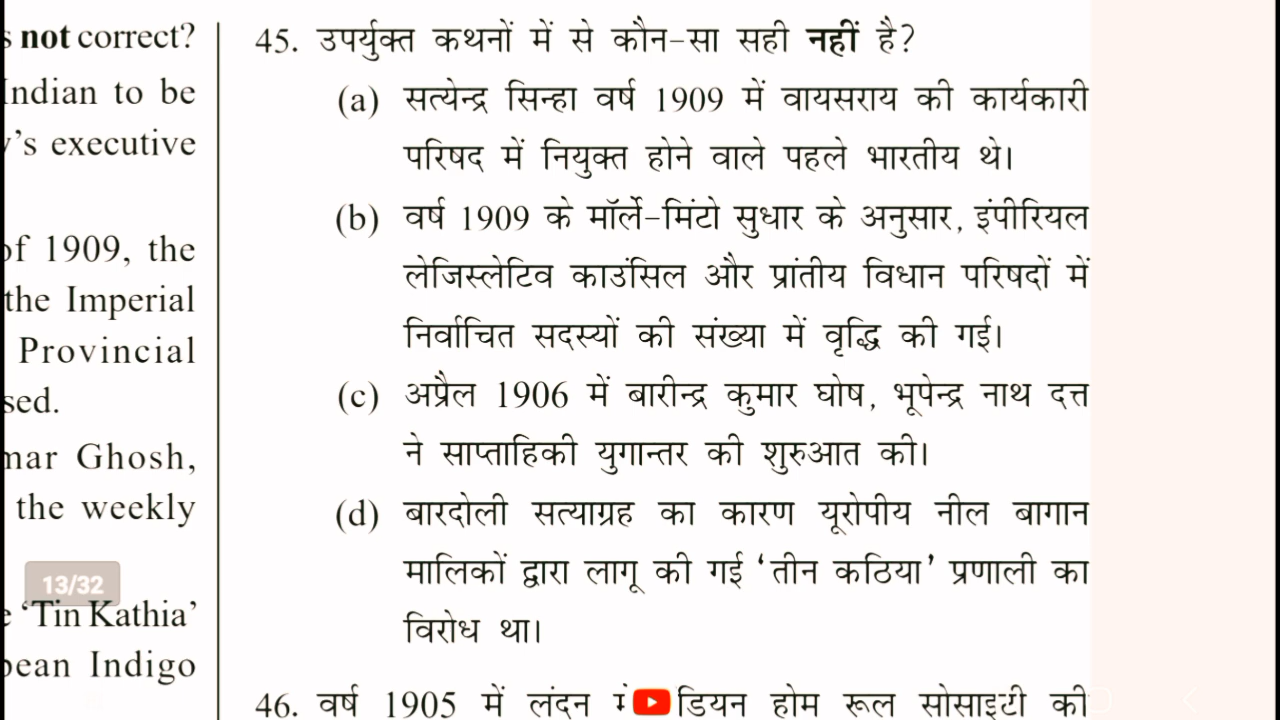 s not correct?
Indian to be
y's executive
of 1909, the
the Imperial
Provincial
sed.
mar Ghosh,
the weekly
13/32
e 'Tin Kathia'
pean Indigo
45. उपर्युक्त कथनों में से कौन-सा सही नहीं है?
(a) सत्येन्द्र सिन्हा वर्ष 1909 में वायसराय की कार्यकारी
परिषद में नियुक्त होने वाले पहले भारतीय थे।
(b) वर्ष 1909 के मॉर्ले-मिंटो सुधार के अनुसार, इंपीरियल
लेजिस्लेटिव काउंसिल और प्रांतीय विधान परिषदों में
निर्वाचित सदस्यों की संख्या में वृद्धि की गई।
(c) अप्रैल 1906 में बारीन्द्र कुमार घोष, भूपेन्द्र नाथ दत्त
ने साप्ताहिकी युगान्तर की शुरुआत की।
(d) बारदोली सत्याग्रह का कारण यूरोपीय नील बागान
मालिकों द्वारा लागू की गई 'तीन कठिया' प्रणाली का
विरोध था।
46. वर्ष 1905 में लंदन डियन होम रूल सोसाइटी की